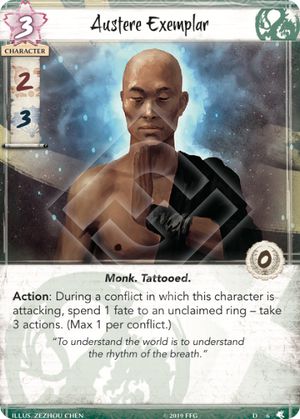 3
Austere Exemplar
CHARACTER
2
3
0
Monk. Tattooed.
Action: During a conflict in which this character is
attacking, spend 1 fate to an unclaimed ring – take
3 actions. (Max 1 per conflict.)
“To understand the world is to understand
the rhythm of the breath.”
ILLUS. ZEZHOU CHEN
©2019 FFG
D
6